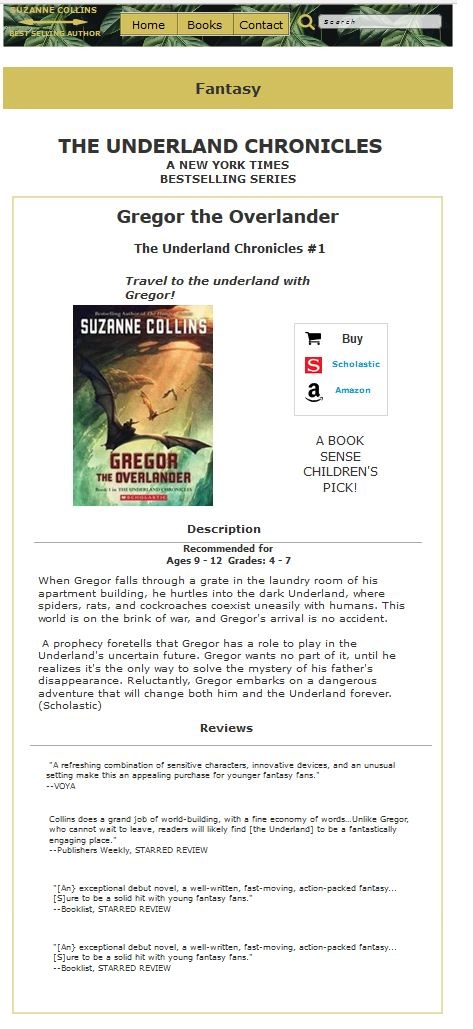 SUZANNE COLLINS
BEST SELLING AUTHOR
Home Books Contact
Search
Fantasy
THE UNDERLAND CHRONICLES
A NEW YORK TIMES
BESTSELLING SERIES
Gregor the Overlander
The Underland Chronicles #1
Travel to the underland with
Gregor!
Bestselling Author of The Hunger Games
SUZANNE COLLINS
GREGOR
THE OVERLANDER
Book 1 in THE UNDERLAND CHRONICLES
SCHOLASTIC
Buy
S Scholastic
a Amazon
A BOOK
SENSE
CHILDREN'S
PICK!
Description
Recommended for
Ages 9 - 12 Grades: 4 - 7
When Gregor falls through a grate in the laundry room of his
apartment building, he hurtles into the dark Underland, where
spiders, rats, and cockroaches coexist uneasily with humans. This
world is on the brink of war, and Gregor's arrival is no accident.
A prophecy foretells that Gregor has a role to play in the
Underland's uncertain future. Gregor wants no part of it, until he
realizes it's the only way to solve the mystery of his father's
disappearance. Reluctantly, Gregor embarks on a dangerous
adventure that will change both him and the Underland forever.
(Scholastic)
Reviews
"A refreshing combination of sensitive characters, innovative devices, and an unusual
setting make this an appealing purchase for younger fantasy fans."
--VOYA
Collins does a grand job of world-building, with a fine economy of words...Unlike Gregor,
who cannot wait to leave, readers will likely find [the Underland] to be a fantastically
engaging place."
--Publishers Weekly, STARRED REVIEW
"[An} exceptional debut novel, a well-written, fast-moving, action-packed fantasy...
[S]ure to be a solid hit with young fantasy fans."
--Booklist, STARRED REVIEW
"[An} exceptional debut novel, a well-written, fast-moving, action-packed fantasy...
[S]ure to be a solid hit with young fantasy fans."
--Booklist, STARRED REVIEW